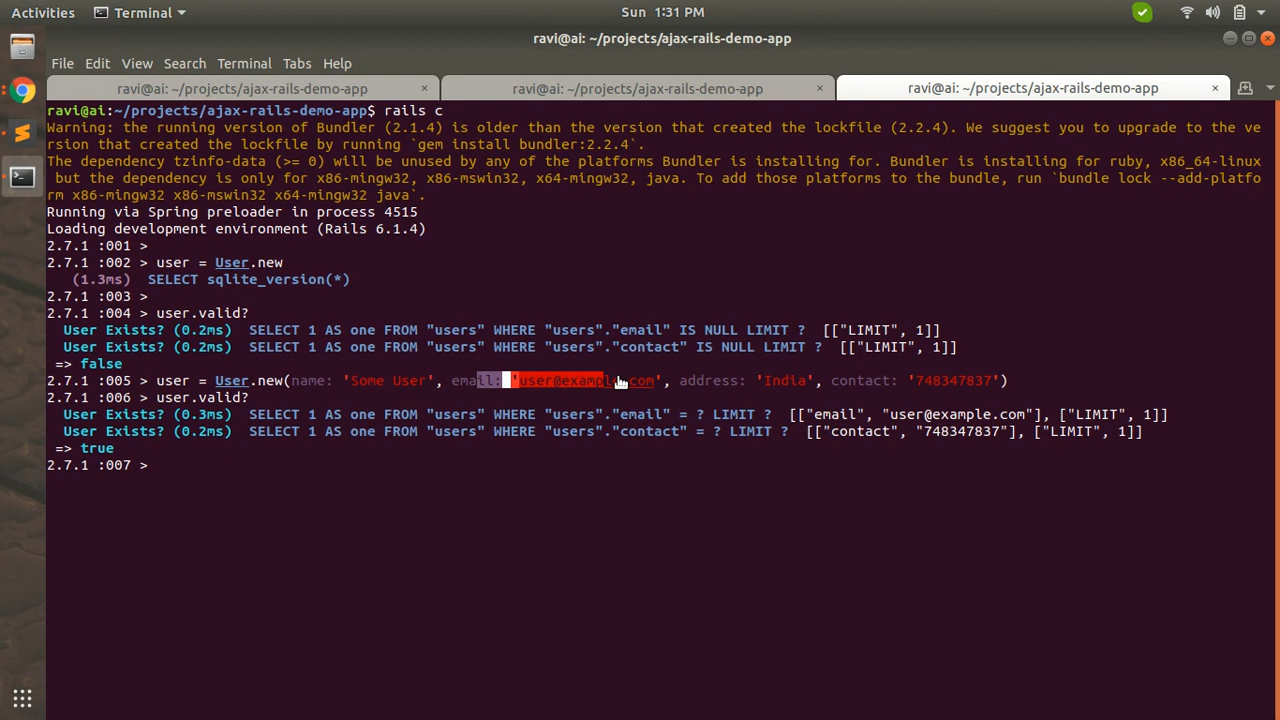 Activities Terminal Sun 1:31 PM
ravi@ai: ~/projects/ajax-rails-demo-app
File Edit View Search Terminal Tabs Help
ravi@ai: ~/projects/ajax-rails-demo-app × ravi@ai: ~/projects/ajax-rails-demo-app × ravi@ai: ~/projects/ajax-rails-demo-app ×
ravi@ai:~/projects/ajax-rails-demo-app$ rails c
Warning: the running version of Bundler (2.1.4) is older than the version that created the lockfile (2.2.4). We suggest you to upgrade to the ve
rsion that created the lockfile by running `gem install bundler:2.2.4`.
The dependency tzinfo-data (>= 0) will be unused by any of the platforms Bundler is installing for. Bundler is installing for ruby, x86_64-linux
 but the dependency is only for x86-mingw32, x86-mswin32, x64-mingw32, java. To add those platforms to the bundle, run `bundle lock --add-platfo
rm x86-mingw32 x86-mswin32 x64-mingw32 java`.
Running via Spring preloader in process 4515
Loading development environment (Rails 6.1.4)
2.7.1 :001 >
2.7.1 :002 > user = User.new
   (1.3ms)  SELECT sqlite_version(*)
2.7.1 :003 >
2.7.1 :004 > user.valid?
  User Exists? (0.2ms)  SELECT 1 AS one FROM "users" WHERE "users"."email" IS NULL LIMIT ?  [["LIMIT", 1]]
  User Exists? (0.2ms)  SELECT 1 AS one FROM "users" WHERE "users"."contact" IS NULL LIMIT ?  [["LIMIT", 1]]
 => false
2.7.1 :005 > user = User.new(name: 'Some User', email: 'user@example.com', address: 'India', contact: '748347837')
2.7.1 :006 > user.valid?
  User Exists? (0.3ms)  SELECT 1 AS one FROM "users" WHERE "users"."email" = ? LIMIT ?  [["email", "user@example.com"], ["LIMIT", 1]]
  User Exists? (0.2ms)  SELECT 1 AS one FROM "users" WHERE "users"."contact" = ? LIMIT ?  [["contact", "748347837"], ["LIMIT", 1]]
 => true
2.7.1 :007 >